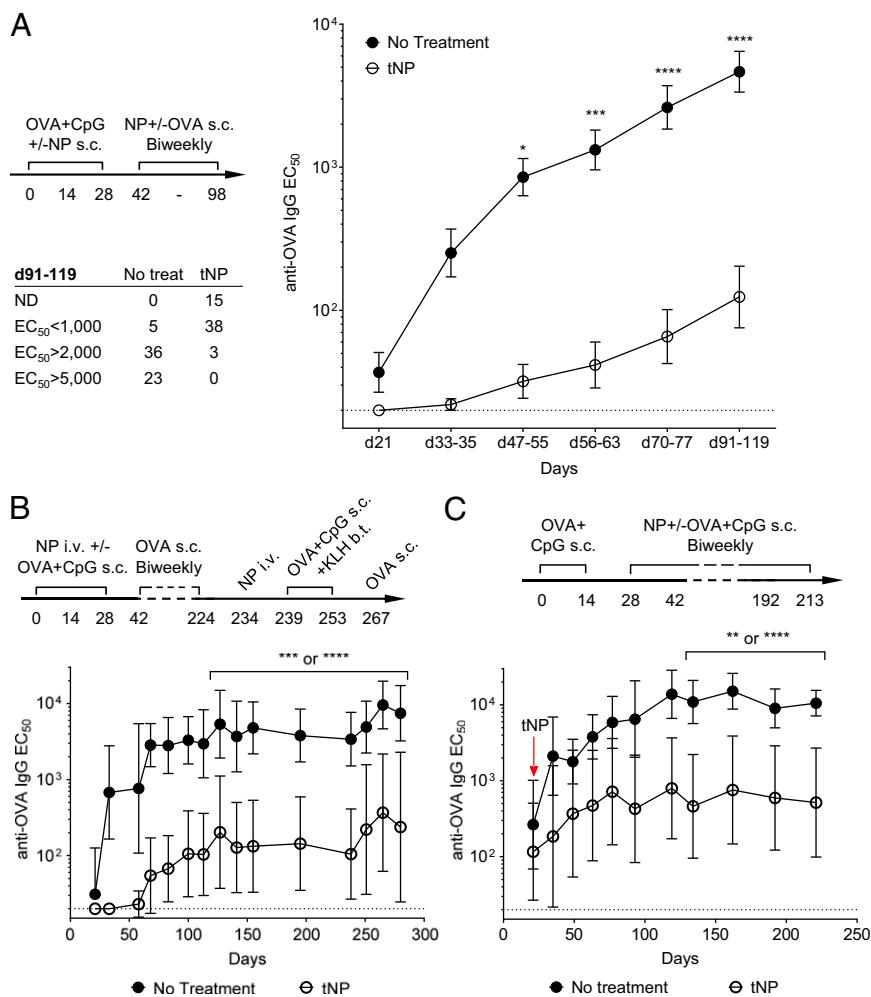 A
OVA+CpG
+/-NP s.c.
NP+/-OVA s.c.
Biweekly
0 14 28 42 - 98
d91-119 No treat tNP
ND 0 15
EC50<1,000 5 38
EC50>2,000 36 3
EC50>5,000 23 0
No Treatment
tNP
anti-OVA IgG EC50
10^4
10^3
10^2
* *** **** ****
d21 d33-35 d47-55 d56-63 d70-77 d91-119
Days
B
NP i.v. +/-
OVA+CpG s.c.
OVA s.c.
Biweekly
NP i.v.
OVA+CpG s.c.
+KLH b.t.
OVA s.c.
0 14 28 42 224 234 239 253 267
*** or ****
anti-OVA IgG EC50
10^4
10^3
10^2
0 50 100 150 200 250 300
Days
No Treatment tNP
C
OVA+
CpG s.c.
NP+/-OVA+CpG s.c.
Biweekly
0 14 28 42 192 213
** or ****
tNP
anti-OVA IgG EC50
10^4
10^3
10^2
0 50 100 150 200 250
Days
No treatment tNP